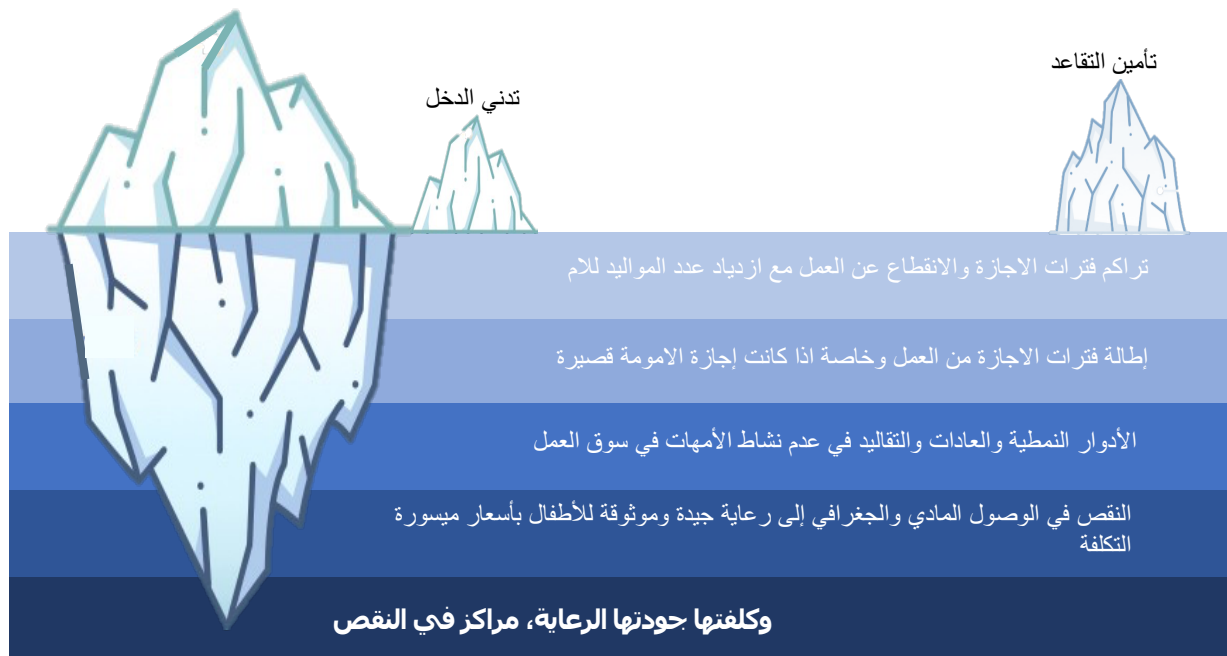 تأمين التقاعد
تدني الدخل
تراكم فترات الاجازة والانقطاع عن العمل مع ازدياد عدد المواليد للام
إطالة فترات الاجازة من العمل وخاصة اذا كانت إجازة الامومة قصيرة
الأدوار النمطية والعادات والتقاليد في عدم نشاط الأمهات في سوق العمل
النقص في الوصول المادي والجغرافي إلى رعاية جيدة وموثوقة للأطفال بأسعار ميسورة
التكلفة
وكلفتها جودتها الرعاية، مراكز في النقص